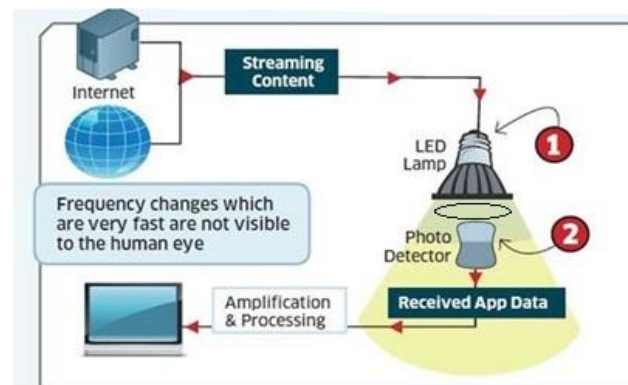 Internet
Streaming
Content
LED
Lamp
1
Frequency changes which
are very fast are not visible
to the human eye
Photo
Detector
2
Amplification
& Processing
Received App Data